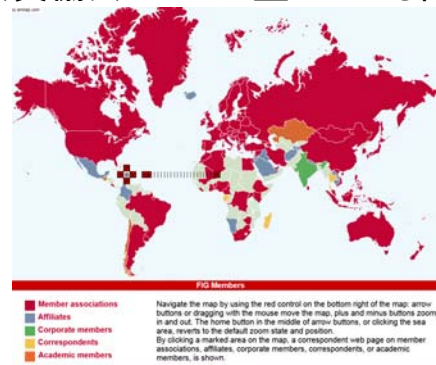 FIG Members
Member associations
Affiliates
Corporate members
Correspondents
Academic members
Navigate the map by using the red control on the bottom right of the map: arrow
buttons or dragging with the mouse move the map, plus and minus buttons zoom
in and out. The home button in the middle of arrow buttons, or clicking the sea
area, reverts to the default zoom state and position.
By clicking a marked area on the map, a correspondent web page on member
associations, affiliates, corporate members, correspondents, or academic
members, is shown.